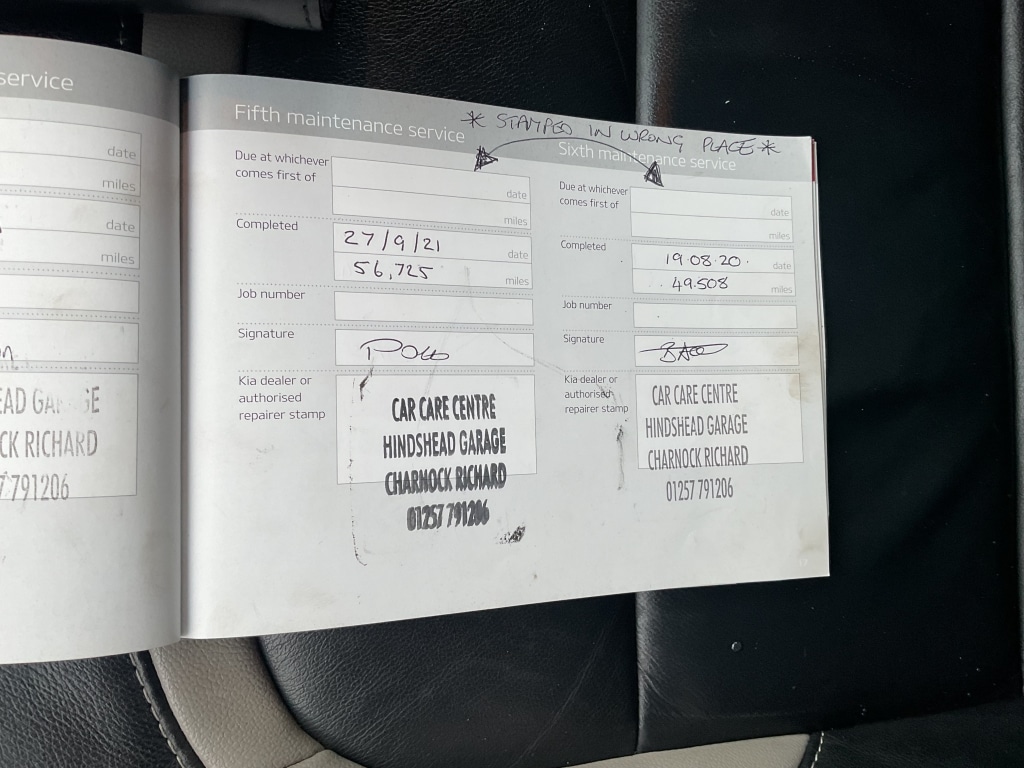 service
date
miles
date
miles
EAD GARAGE
CK RICHARD
791206
* STAMPED IN WRONG PLACE *
Fifth maintenance service
Due at whichever
comes first of
date
miles
Completed
27/9/21
date
56,725
miles
Job number
Signature
Kia dealer or
authorised
repairer stamp
CAR CARE CENTRE
HINDSHEAD GARAGE
CHARNOCK RICHARD
01257 791206
Sixth maintenance service
Due at whichever
comes first of
date
miles
Completed
19.08.20.
date
49.508
miles
Job number
Signature
Kia dealer or
authorised
repairer stamp
CAR CARE CENTRE
HINDSHEAD GARAGE
CHARNOCK RICHARD
01257 791206